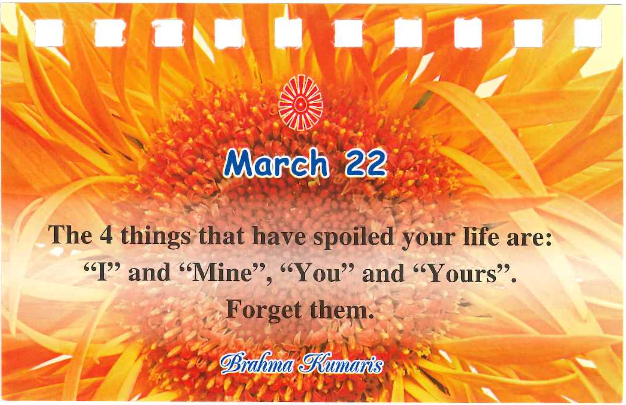 March 22
The 4 things that have spoiled your life are:
“I” and “Mine”, “You” and “Yours”.
Forget them.
Brahma Kumaris